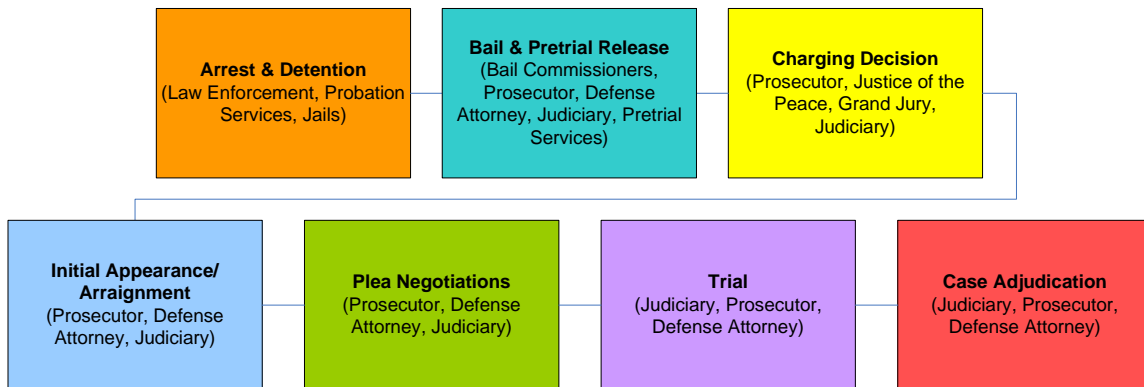 Arrest & Detention
(Law Enforcement, Probation
Services, Jails)
Bail & Pretrial Release
(Bail Commissioners,
Prosecutor, Defense
Attorney, Judiciary, Pretrial
Services)
Charging Decision
(Prosecutor, Justice of the
Peace, Grand Jury,
Judiciary)
Initial Appearance/
Arraignment
(Prosecutor, Defense
Attorney, Judiciary)
Plea Negotiations
(Prosecutor, Defense
Attorney, Judiciary)
Trial
(Judiciary, Prosecutor,
Defense Attorney)
Case Adjudication
(Judiciary, Prosecutor,
Defense Attorney)